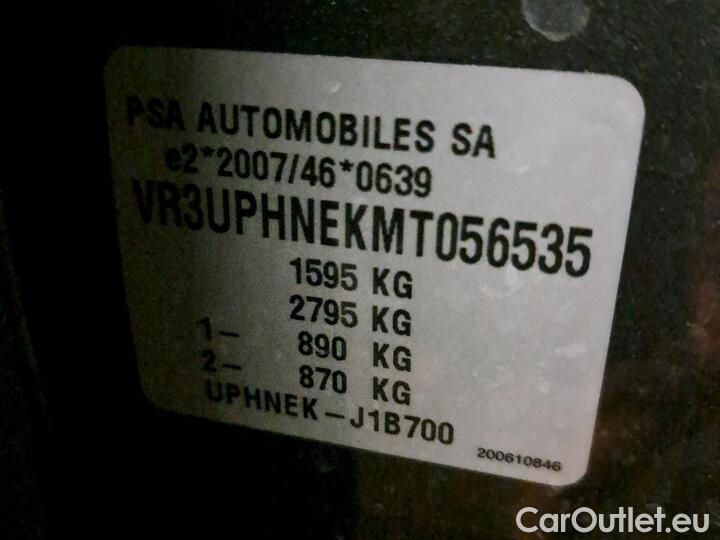 PSA AUTOMOBILES SA
e2*2007/46*0639
VR3UPHNEKMT056535
1595 KG
2795 KG
1- 890 KG
2- 870 KG
UPHNEK-J1B700
200610846
CarOutlet.eu